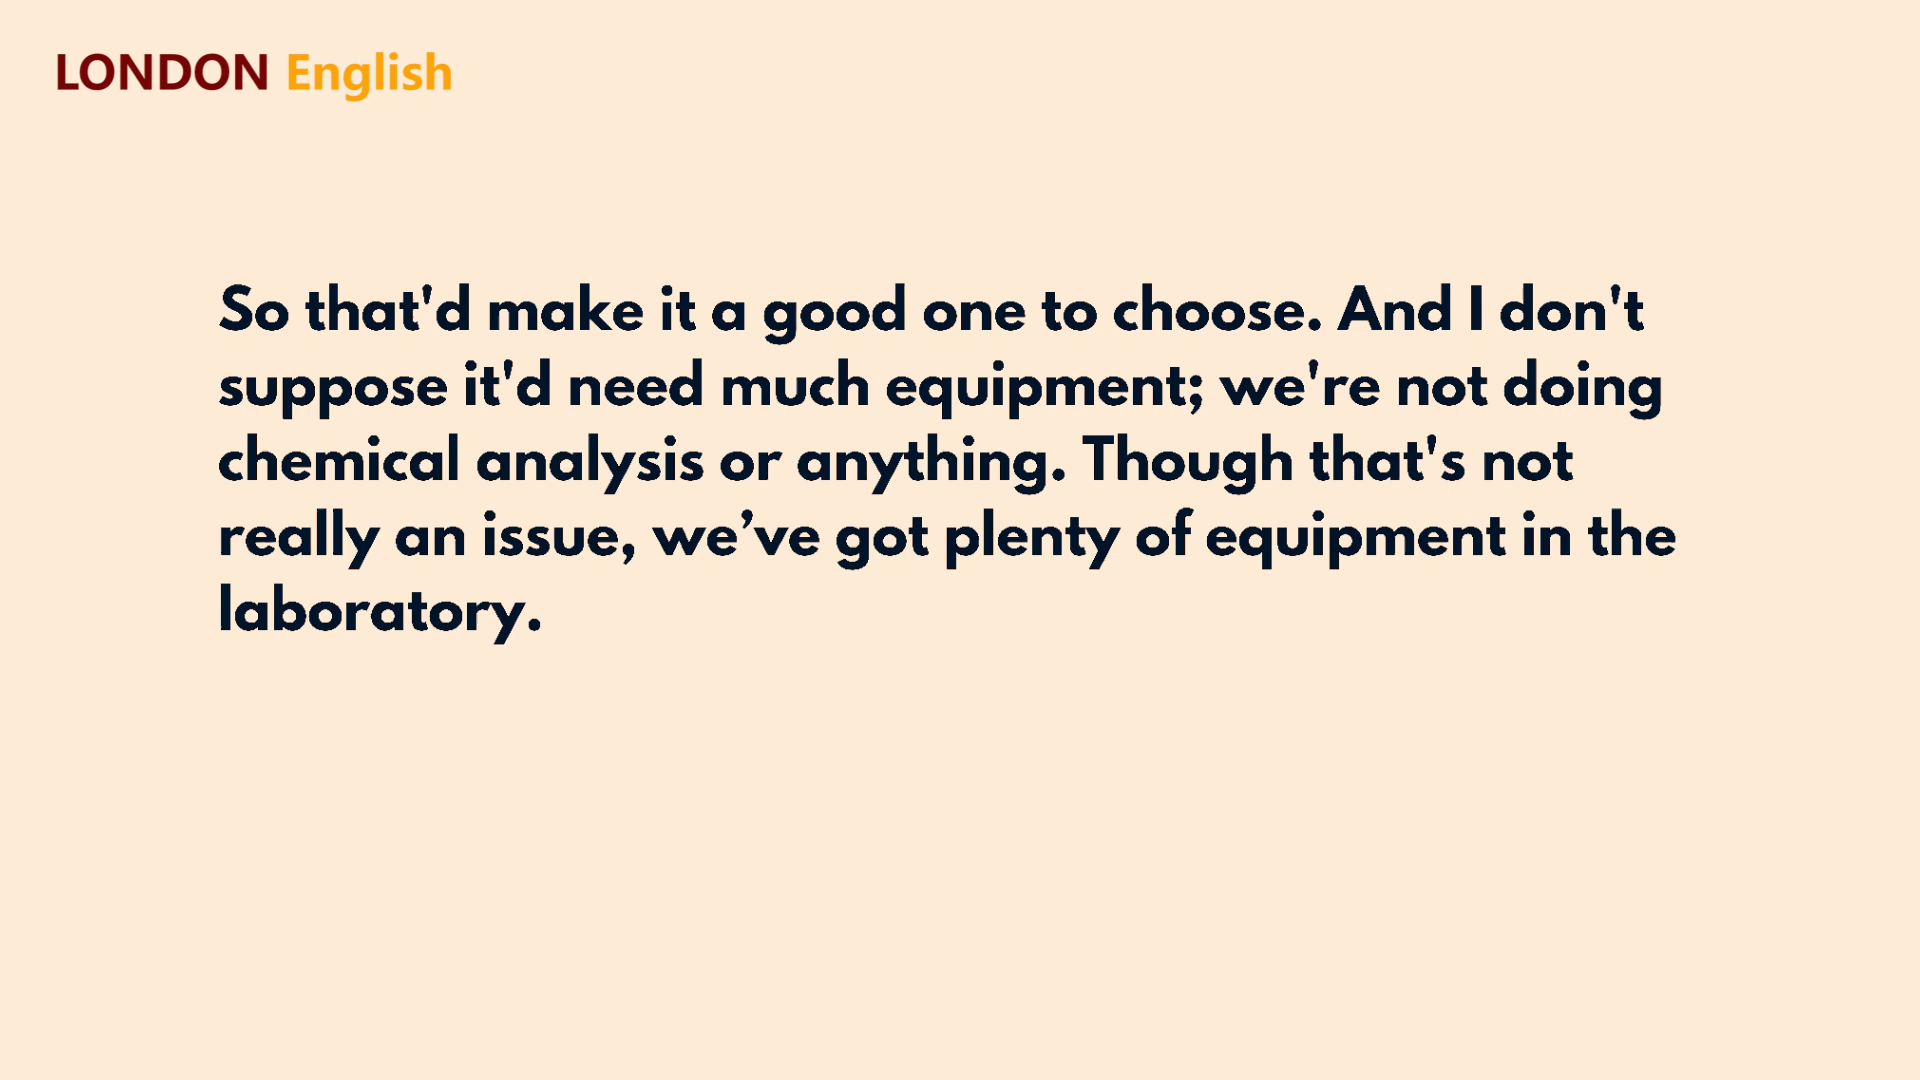 LONDON English
So that'd make it a good one to choose. And I don't
suppose it'd need much equipment; we're not doing
chemical analysis or anything. Though that's not
really an issue, we’ve got plenty of equipment in the
laboratory.